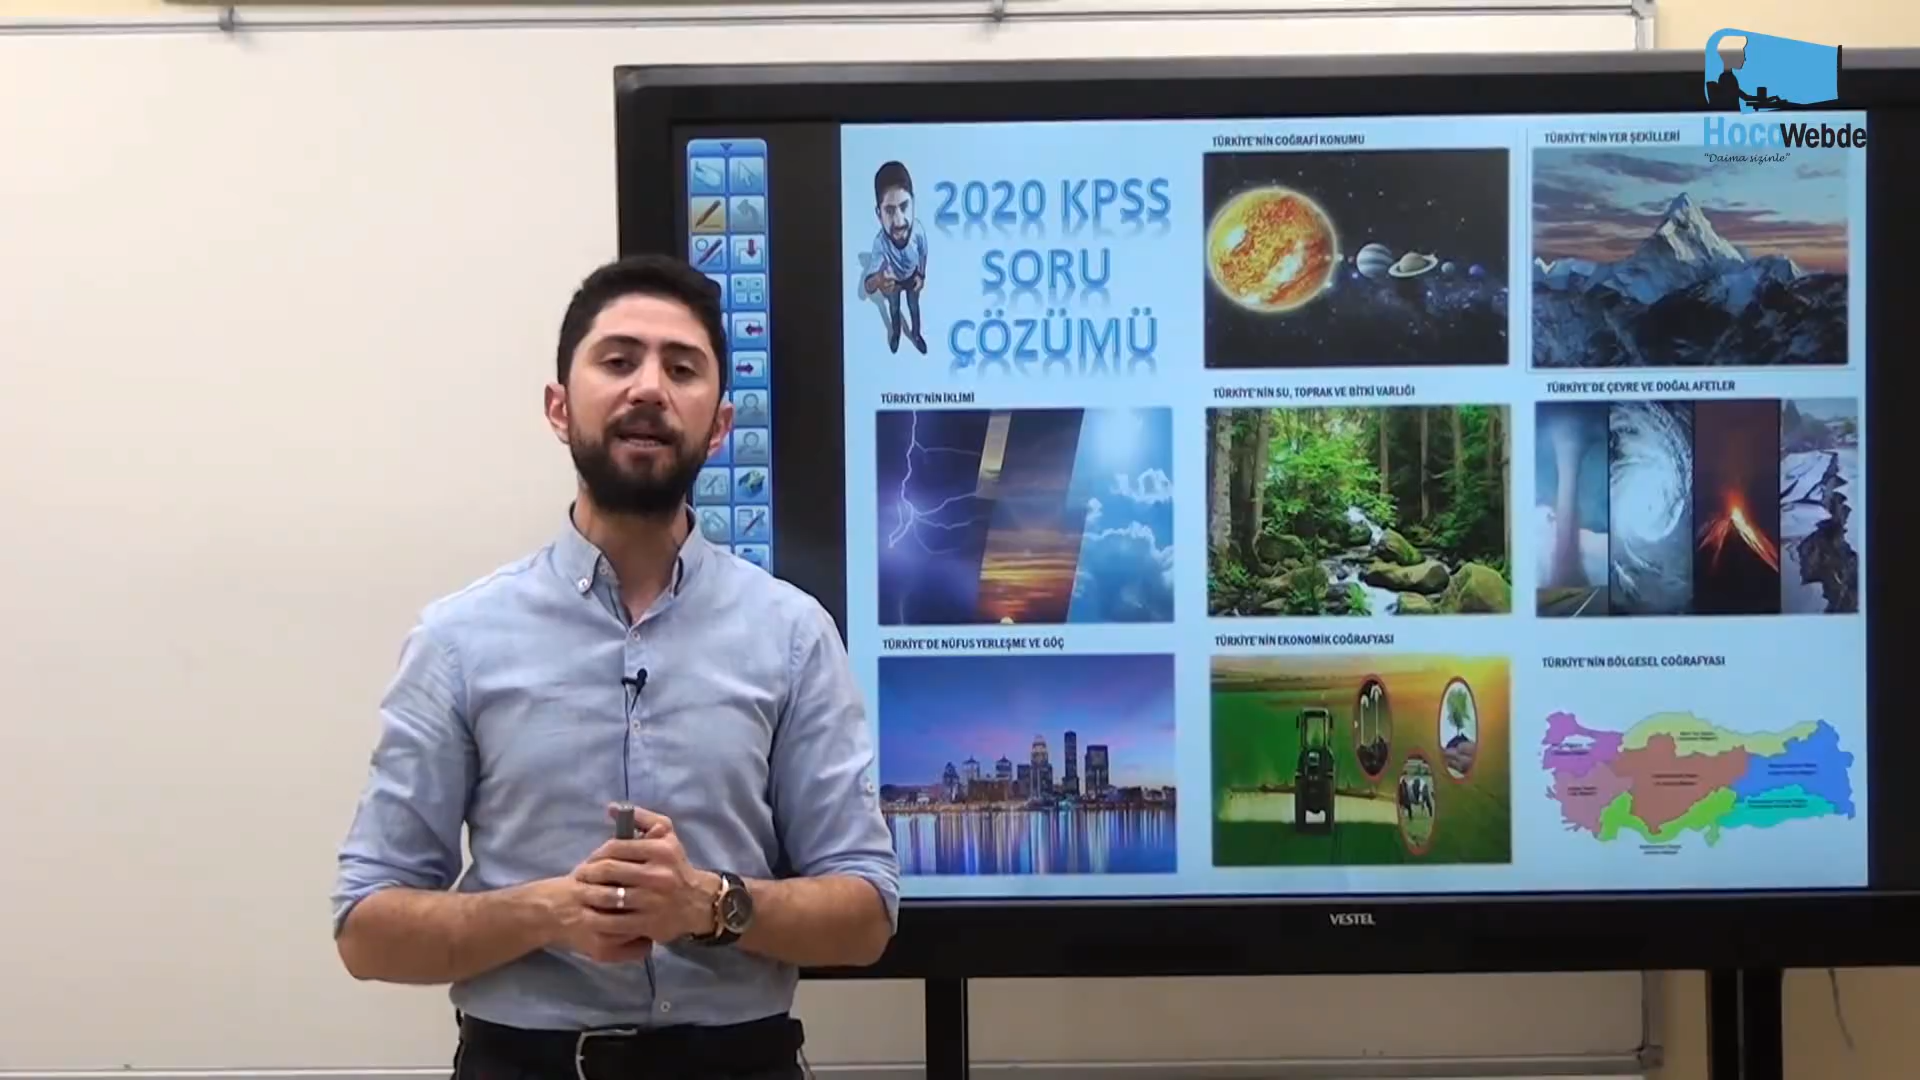 HocaWebde
"Daima sizinle"
2020 KPSS
SORU
ÇÖZÜMÜ
TÜRKİYE'NİN COĞRAFİ KONUMU
TÜRKİYE'NİN YER ŞEKİLLERİ
TÜRKİYE'NİN İKLİMİ
TÜRKİYE'NİN SU, TOPRAK VE BİTKİ VARLIĞI
TÜRKİYE'DE ÇEVRE VE DOĞAL AFETLER
TÜRKİYE'DE NÜFUS YERLEŞME VE GÖÇ
TÜRKİYE'NİN EKONOMİK COĞRAFYASI
TÜRKİYE'NİN BÖLGESEL COĞRAFYASI
VESTEL